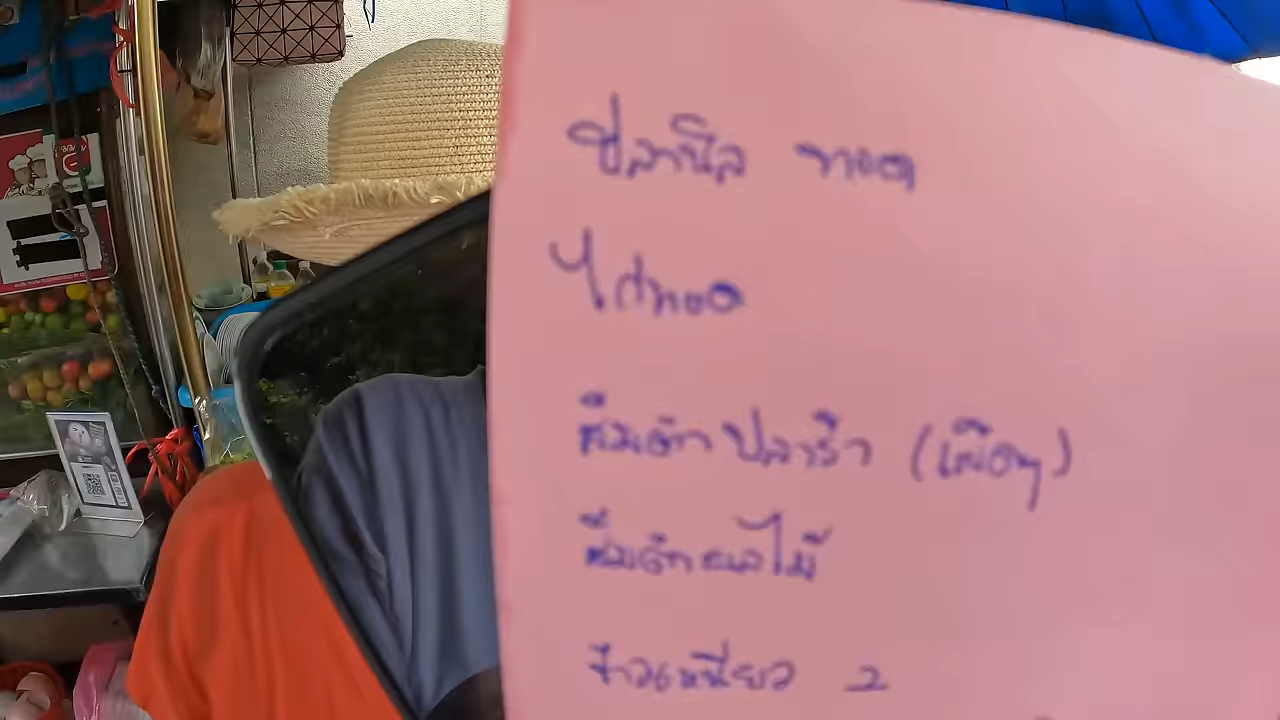 ปลานิล ทอด
ไก่ทอด
ส้มตำ ปลาร้า (เผ็ดๆ)
ส้มตำผลไม้
ข้าวเหนียว 2